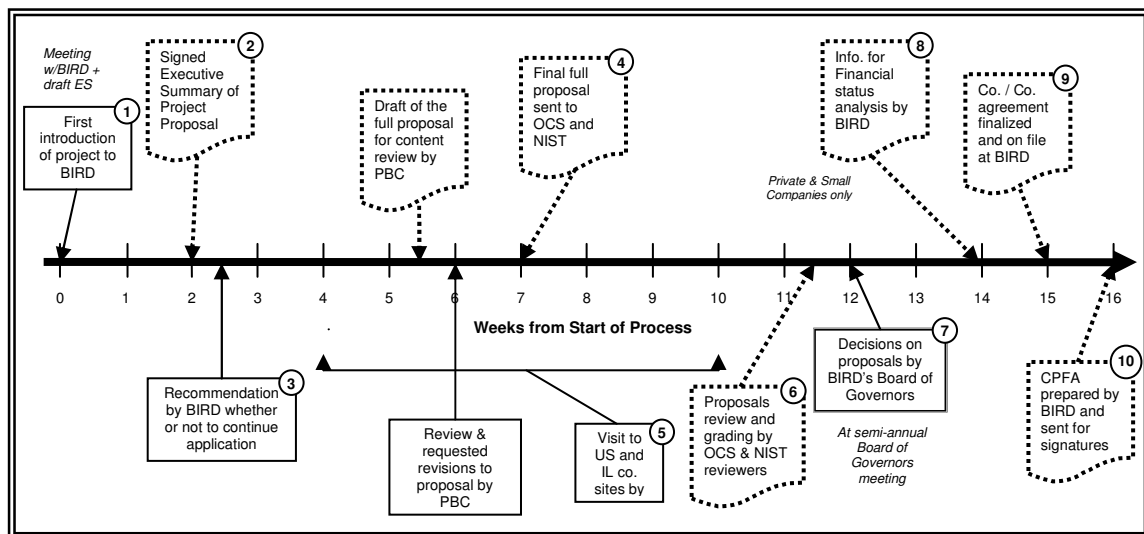 Meeting
w/BIRD +
draft ES
1
First
introduction
of project to
BIRD
2
Signed
Executive
Summary of
Project
Proposal
Draft of the
full proposal
for content
review by
PBC
4
Final full
proposal
sent to
OCS and
NIST
8
Info. for
Financial
status
analysis by
BIRD
Private & Small
Companies only
9
Co. / Co.
agreement
finalized
and on file
at BIRD
0 1 2 3 4 5 6 7 8 9 10 11 12 13 14 15 16
Weeks from Start of Process
3
Recommendation
by BIRD whether
or not to continue
application
Review &
requested
revisions to
proposal by
PBC
5
Visit to
US and
IL co.
sites by
6
Proposals
review and
grading by
OCS & NIST
reviewers
7
Decisions on
proposals by
BIRD's Board of
Governors
At semi-annual
Board of
Governors
meeting
10
CPFA
prepared by
BIRD and
sent for
signatures